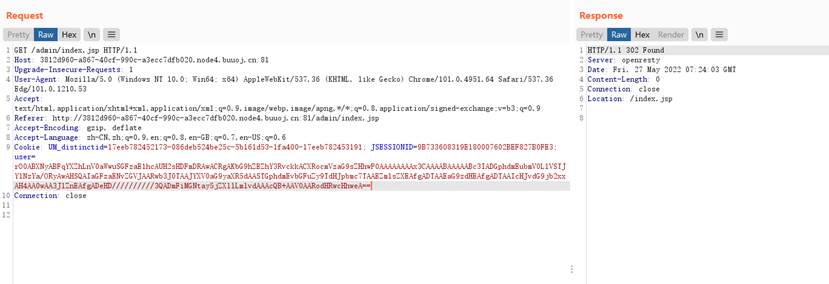 Request
Response
Pretty Raw Hex \n
Pretty Raw Hex Render \n
1 GET /admin/index.jsp HTTP/1.1
2 Host: 3812d960-a867-40cf-990c-a3ecc7dfb020.node4.buuoj.cn:81
3 Upgrade-Insecure-Requests: 1
4 User-Agent: Mozilla/5.0 (Windows NT 10.0; Win64; x64) AppleWebKit/537.36 (KHTML, like Gecko) Chrome/101.0.4951.64 Safari/537.36
Edg/101.0.1210.53
5 Accept:
text/html,application/xhtml+xml,application/xml;q=0.9,image/webp,image/apng,*/*;q=0.8,application/signed-exchange;v=b3;q=0.9
6 Referer: http://3812d960-a867-40cf-990c-a3ecc7dfb020.node4.buuoj.cn:81/admin/index.jsp
7 Accept-Encoding: gzip, deflate
8 Accept-Language: zh-CN,zh;q=0.9,en;q=0.8,en-GB;q=0.7,en-US;q=0.6
9 Cookie: UM_distinctid=17eeb782452173-086deb524be25c-5b161d53-1fa400-17eeb782453191; JSESSIONID=9B733608319E180007602BEF827B0FE3;
user=
10 Connection: close
11
12
1 HTTP/1.1 302 Found
2 Server: openresty
3 Date: Fri, 27 May 2022 07:24:03 GMT
4 Content-Length: 0
5 Connection: close
6 Location: /index.jsp
7
8